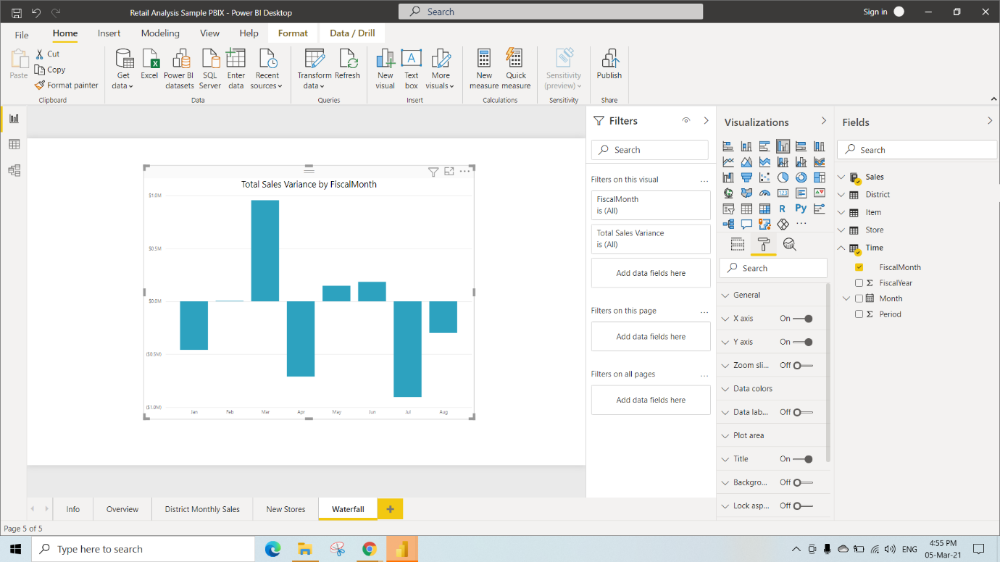 Retail Analysis Sample PBIX - Power BI Desktop
Search
Sign in
File
Home
Insert
Modeling
View
Help
Format
Data / Drill
Paste
Cut
Copy
Format painter
Clipboard
Get data
Excel
Power BI datasets
SQL Server
Enter data
Recent sources
Data
Transform data
Refresh
Queries
New visual
A
Text box
More visuals
Insert
New measure
Quick measure
Calculations
Sensitivity (preview)
Sensitivity
Publish
Share
Total Sales Variance by FiscalMonth
$1.0M
$0.5M
$0.0M
($0.5M)
($1.0M)
Jan
Feb
Mar
Apr
May
Jun
Jul
Aug
Filters
Search
Filters on this visual
...
FiscalMonth
is (All)
Total Sales Variance
is (All)
Add data fields here
Filters on this page
...
Add data fields here
Filters on all pages
...
Add data fields here
Visualizations
123
R
Py
...
Search
General
X axis On
Y axis On
Zoom sli... Off
Data colors
Data lab... Off
Plot area
Title On
Backgro... Off
Lock asp... Off
Fields
Search
Sales
District
Item
Store
Time
FiscalMonth
Σ FiscalYear
Month
Σ Period
Info
Overview
District Monthly Sales
New Stores
Waterfall
+
Page 5 of 5
Type here to search
ENG
4:55 PM
05-Mar-21